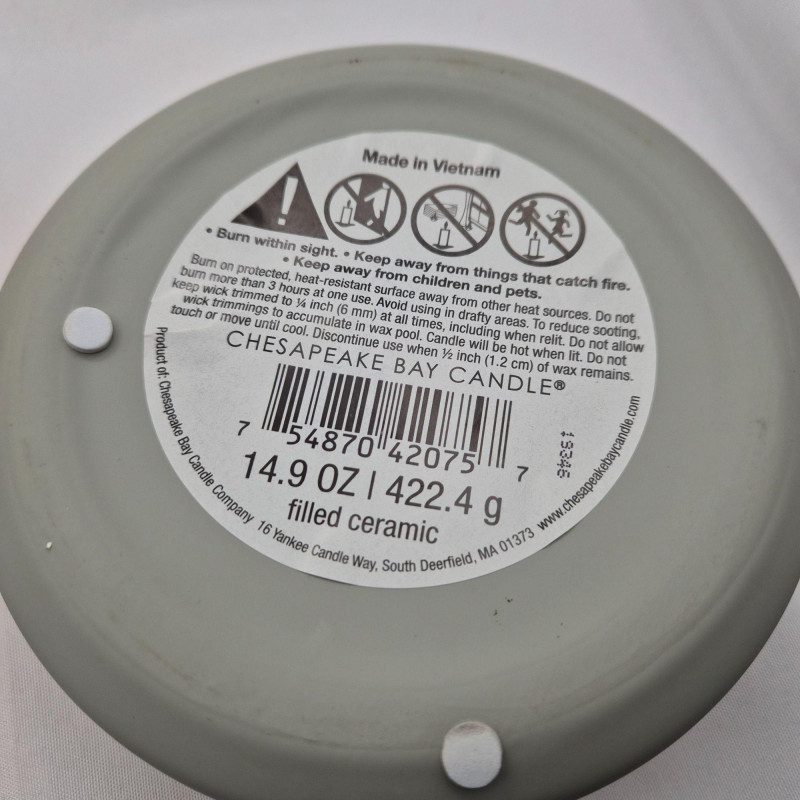 Made in Vietnam
• Burn within sight. • Keep away from things that catch fire.
• Keep away from children and pets.
Burn on protected, heat-resistant surface away from other heat sources. Do not
burn more than 3 hours at one use. Avoid using in drafty areas. To reduce sooting,
keep wick trimmed to ¼ inch (6 mm) at all times, including when relit. Do not allow
wick trimmings to accumulate in wax pool. Candle will be hot when lit. Do not
touch or move until cool. Discontinue use when ½ inch (1.2 cm) of wax remains.
CHESAPEAKE BAY CANDLE®
7 54870 42075 7
19346
14.9 OZ | 422.4 g
filled ceramic
Product of: Chesapeake Bay Candle Company 16 Yankee Candle Way, South Deerfield, MA 01373 www.chesapeakebaycandle.com